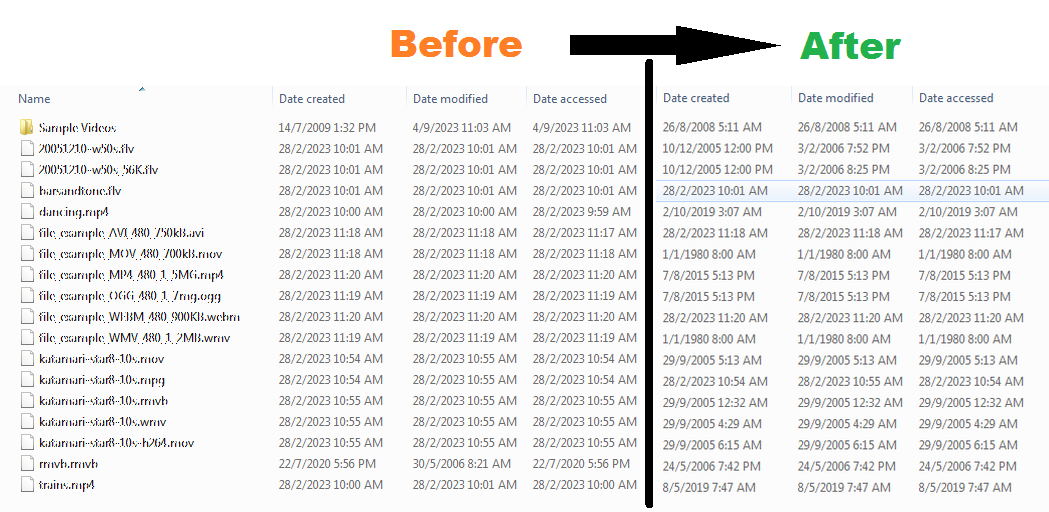 Before After
Name Date created Date modified Date accessed Date created Date modified Date accessed
Sample Videos 14/7/2009 1:32 PM 4/9/2023 11:03 AM 4/9/2023 11:03 AM 26/8/2008 5:11 AM 26/8/2008 5:11 AM 26/8/2008 5:11 AM
20051210-w50s.flv 28/2/2023 10:01 AM 28/2/2023 10:01 AM 28/2/2023 10:01 AM 10/12/2005 12:00 PM 3/2/2006 7:52 PM 3/2/2006 7:52 PM
20051210-w50s_56K.flv 28/2/2023 10:01 AM 28/2/2023 10:01 AM 28/2/2023 10:01 AM 10/12/2005 12:00 PM 3/2/2006 8:25 PM 3/2/2006 8:25 PM
barsandtone.flv 28/2/2023 10:01 AM 28/2/2023 10:01 AM 28/2/2023 10:01 AM 28/2/2023 10:01 AM 28/2/2023 10:01 AM 28/2/2023 10:01 AM
dancing.mp4 28/2/2023 10:00 AM 28/2/2023 10:00 AM 28/2/2023 9:59 AM 2/10/2019 3:07 AM 2/10/2019 3:07 AM 2/10/2019 3:07 AM
file_example_AVI_480_750kB.avi 28/2/2023 11:18 AM 28/2/2023 11:18 AM 28/2/2023 11:17 AM 28/2/2023 11:18 AM 28/2/2023 11:18 AM 28/2/2023 11:17 AM
file_example_MOV_480_700kB.mov 28/2/2023 11:18 AM 28/2/2023 11:18 AM 28/2/2023 11:18 AM 1/1/1980 8:00 AM 1/1/1980 8:00 AM 1/1/1980 8:00 AM
file_example_MP4_480_1_5MG.mp4 28/2/2023 11:20 AM 28/2/2023 11:20 AM 28/2/2023 11:20 AM 7/8/2015 5:13 PM 7/8/2015 5:13 PM 7/8/2015 5:13 PM
file_example_OGG_480_1_7mg.ogg 28/2/2023 11:19 AM 28/2/2023 11:19 AM 28/2/2023 11:19 AM 7/8/2015 5:13 PM 7/8/2015 5:13 PM 7/8/2015 5:13 PM
file_example_WEBM_480_900KB.webm 28/2/2023 11:20 AM 28/2/2023 11:20 AM 28/2/2023 11:20 AM 28/2/2023 11:20 AM 28/2/2023 11:20 AM 28/2/2023 11:20 AM
file_example_WMV_480_1_2MB.wmv 28/2/2023 11:19 AM 28/2/2023 11:19 AM 28/2/2023 11:19 AM 1/1/1980 8:00 AM 1/1/1980 8:00 AM 1/1/1980 8:00 AM
katamari-star8-10s.mov 28/2/2023 10:54 AM 28/2/2023 10:55 AM 28/2/2023 10:54 AM 29/9/2005 5:13 AM 29/9/2005 5:13 AM 29/9/2005 5:13 AM
katamari-star8-10s.mpg 28/2/2023 10:54 AM 28/2/2023 10:55 AM 28/2/2023 10:54 AM 28/2/2023 10:54 AM 28/2/2023 10:55 AM 28/2/2023 10:54 AM
katamari-star8-10s.rmvb 28/2/2023 10:55 AM 28/2/2023 10:55 AM 28/2/2023 10:55 AM 29/9/2005 12:32 AM 29/9/2005 12:32 AM 29/9/2005 12:32 AM
katamari-star8-10s.wmv 28/2/2023 10:55 AM 28/2/2023 10:55 AM 28/2/2023 10:55 AM 29/9/2005 4:29 AM 29/9/2005 4:29 AM 29/9/2005 4:29 AM
katamari-star8-10s-h264.mov 28/2/2023 10:55 AM 28/2/2023 10:55 AM 28/2/2023 10:55 AM 29/9/2005 6:15 AM 29/9/2005 6:15 AM 29/9/2005 6:15 AM
rmvb.rmvb 22/7/2020 5:56 PM 30/5/2006 8:21 AM 22/7/2020 5:56 PM 24/5/2006 7:42 PM 24/5/2006 7:42 PM 24/5/2006 7:42 PM
trains.mp4 28/2/2023 10:00 AM 28/2/2023 10:01 AM 28/2/2023 10:00 AM 8/5/2019 7:47 AM 8/5/2019 7:47 AM 8/5/2019 7:47 AM